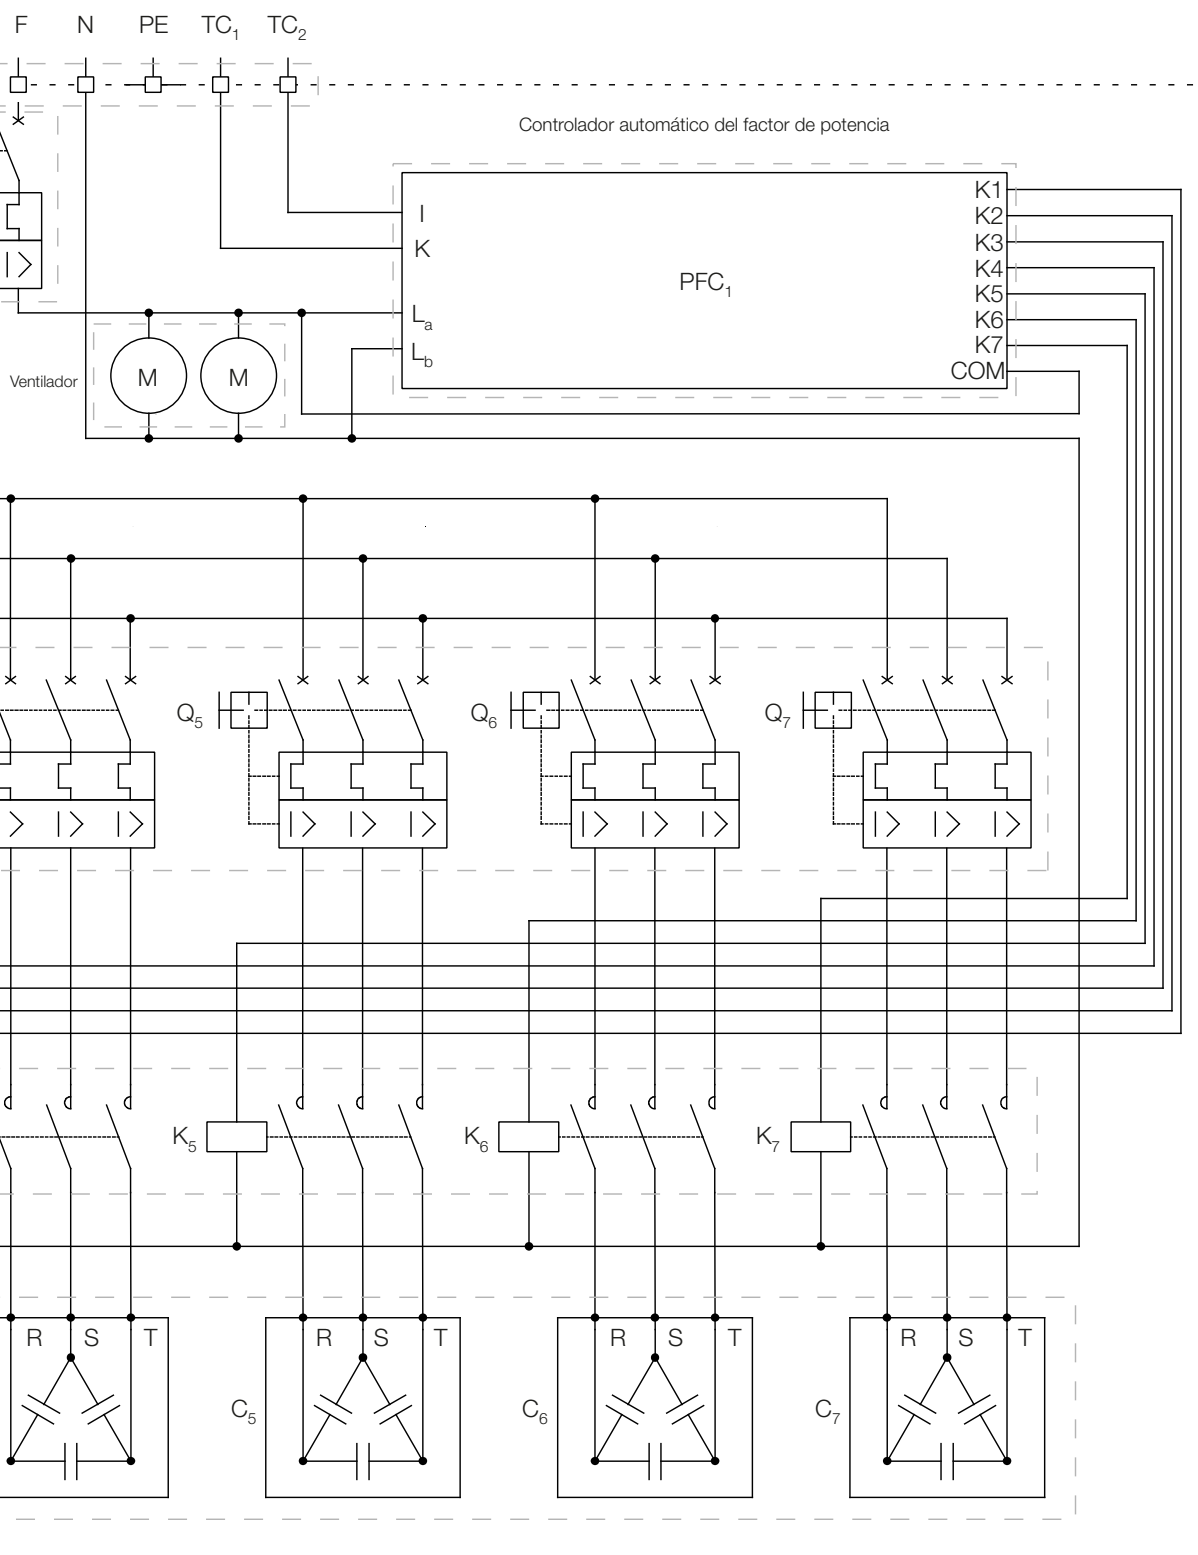 F N PE TC₁ TC₂
Controlador automático del factor de potencia
K1
I K2
K K3
K4
PFC₁
K5
Lₐ K6
L_b K7
COM
Ventilador M M
Q₅ Q₆ Q₇
I> I> I> I> I> I> I> I> I> I> I>
K₅ K₆ K₇
R S T R S T R S T R S T
C₅ C₆ C₇